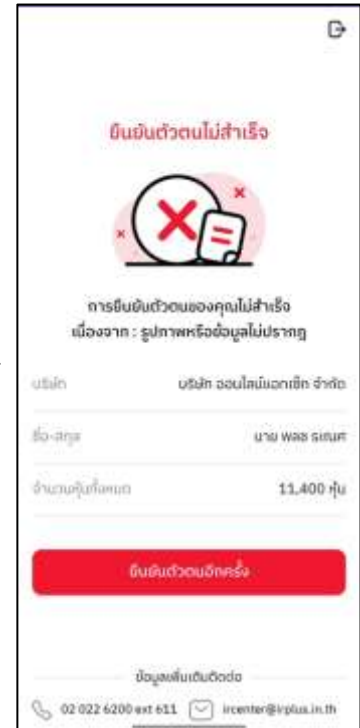 ยืนยันตัวตนไม่สำเร็จ
การยืนยันตัวตนของคุณไม่สำเร็จ
เนื่องจาก : รูปภาพหรือข้อมูลไม่ปรากฏ
บริษัท บริษัท ออนไลน์แอทเซ็ท จำกัด
ชื่อ-สกุล นาย พลช
จำนวนหุ้นทั้งหมด 11,400 หุ้น
ยืนยันตัวตนอีกครั้ง
ข้อมูลเพิ่มเติมติดต่อ
02 022 6200 ext 611 ircenter@irplus.in.th